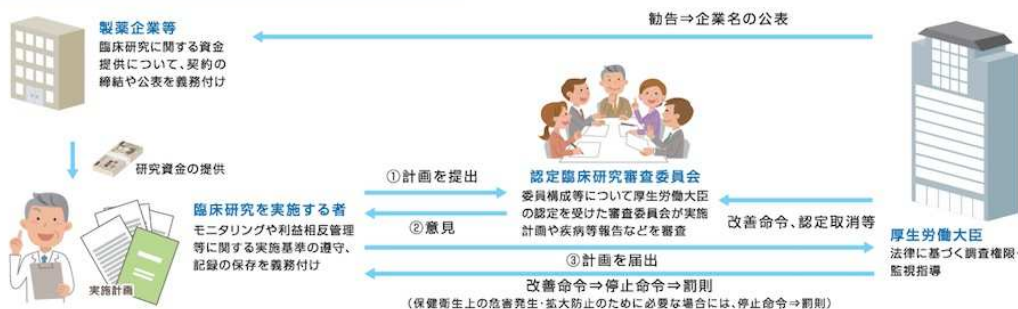 勧告⇒企業名の公表
製薬企業等
臨床研究に関する資金
提供について、契約の
締結や公表を義務付け
研究資金の提供
①計画を提出
認定臨床研究審査委員会
委員構成等について厚生労働大臣
の認定を受けた審査委員会が実施
計画や疾病等報告などを審査
臨床研究を実施する者
モニタリングや利益相反管理
等に関する実施基準の遵守、
記録の保存を義務付け
②意見
改善命令、認定取消等
厚生労働大臣
法律に基づく調査権限・
監視指導
③計画を届出
実施計画
改善命令⇒停止命令⇒罰則
(保健衛生上の危害発生・拡大防止のために必要な場合には、停止命令⇒罰則)